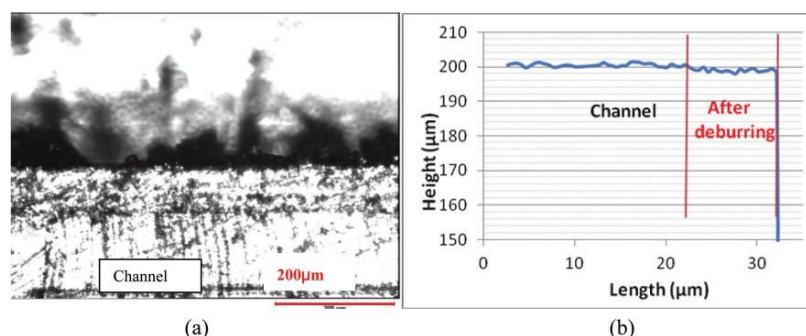 Channel
200μm
(a)
Height (μm)
210
200
190
180
170
160
150
Channel
After
deburring
0
10
20
30
Length (μm)
(b)